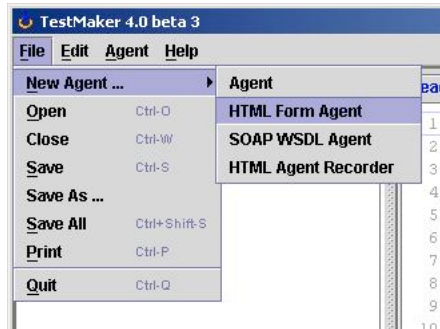 TestMaker 4.0 beta 3
File Edit Agent Help
New Agent ...
Open Ctrl-O
Close Ctrl-W
Save Ctrl-S
Save As ...
Save All Ctrl+Shift-S
Print Ctrl-P
Quit Ctrl-Q
Agent
HTML Form Agent
SOAP WSDL Agent
HTML Agent Recorder
1
2
3
4
5
6
7
8
9
10